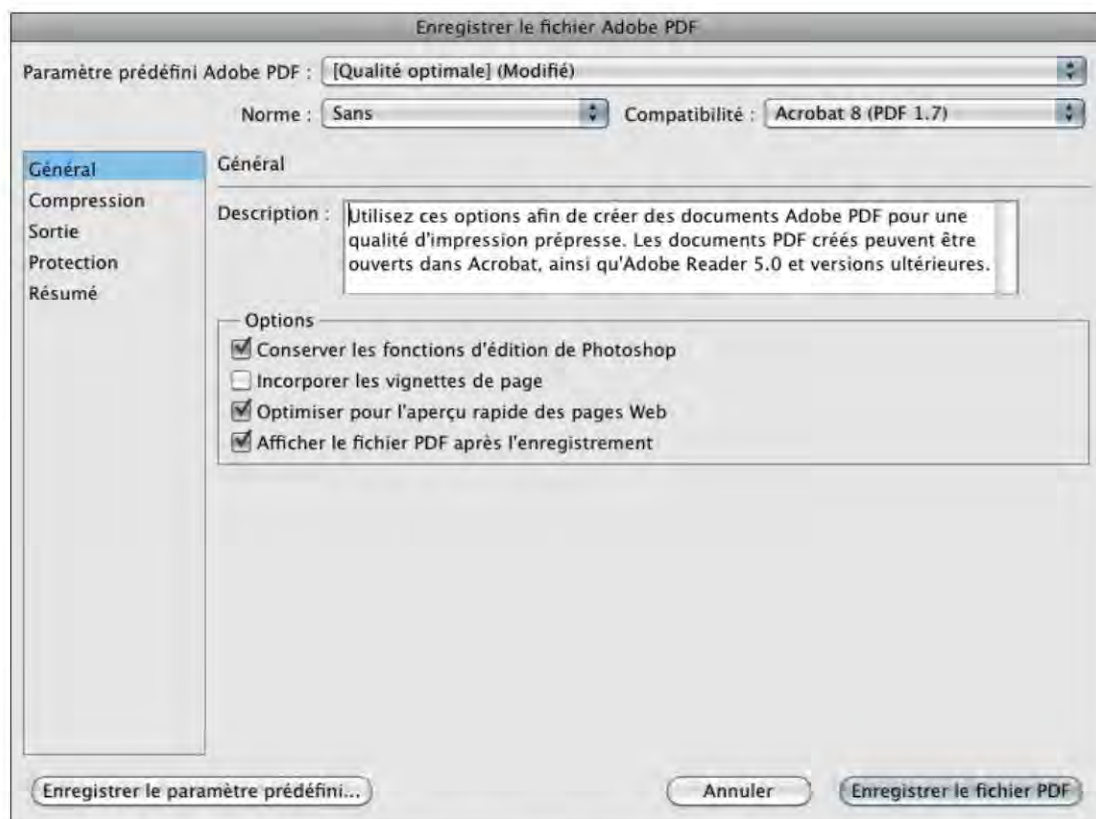 Enregistrer le fichier Adobe PDF
Paramètre prédéfini Adobe PDF : [Qualité optimale] (Modifié)
Norme : Sans Compatibilité : Acrobat 8 (PDF 1.7)
Général
Compression
Sortie
Protection
Résumé
Général
Description : Utilisez ces options afin de créer des documents Adobe PDF pour une
qualité d'impression prépresse. Les documents PDF créés peuvent être
ouverts dans Acrobat, ainsi qu'Adobe Reader 5.0 et versions ultérieures.
Options
Conserver les fonctions d'édition de Photoshop
Incorporer les vignettes de page
Optimiser pour l'aperçu rapide des pages Web
Afficher le fichier PDF après l'enregistrement
Enregistrer le paramètre prédéfini... Annuler Enregistrer le fichier PDF